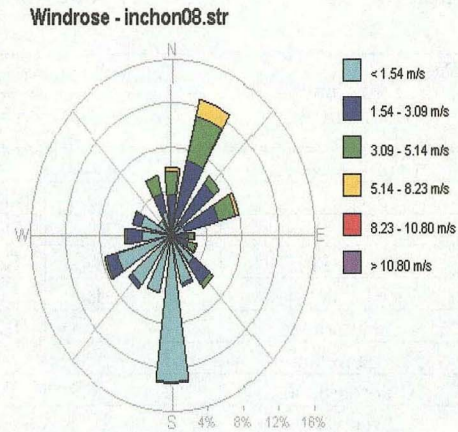 Windrose - inchon08.str
N
< 1.54 m/s
1.54 - 3.09 m/s
3.09 - 5.14 m/s
5.14 - 8.23 m/s
W
E
8.23 - 10.80 m/s
> 10.80 m/s
S
4% 8% 12% 16%